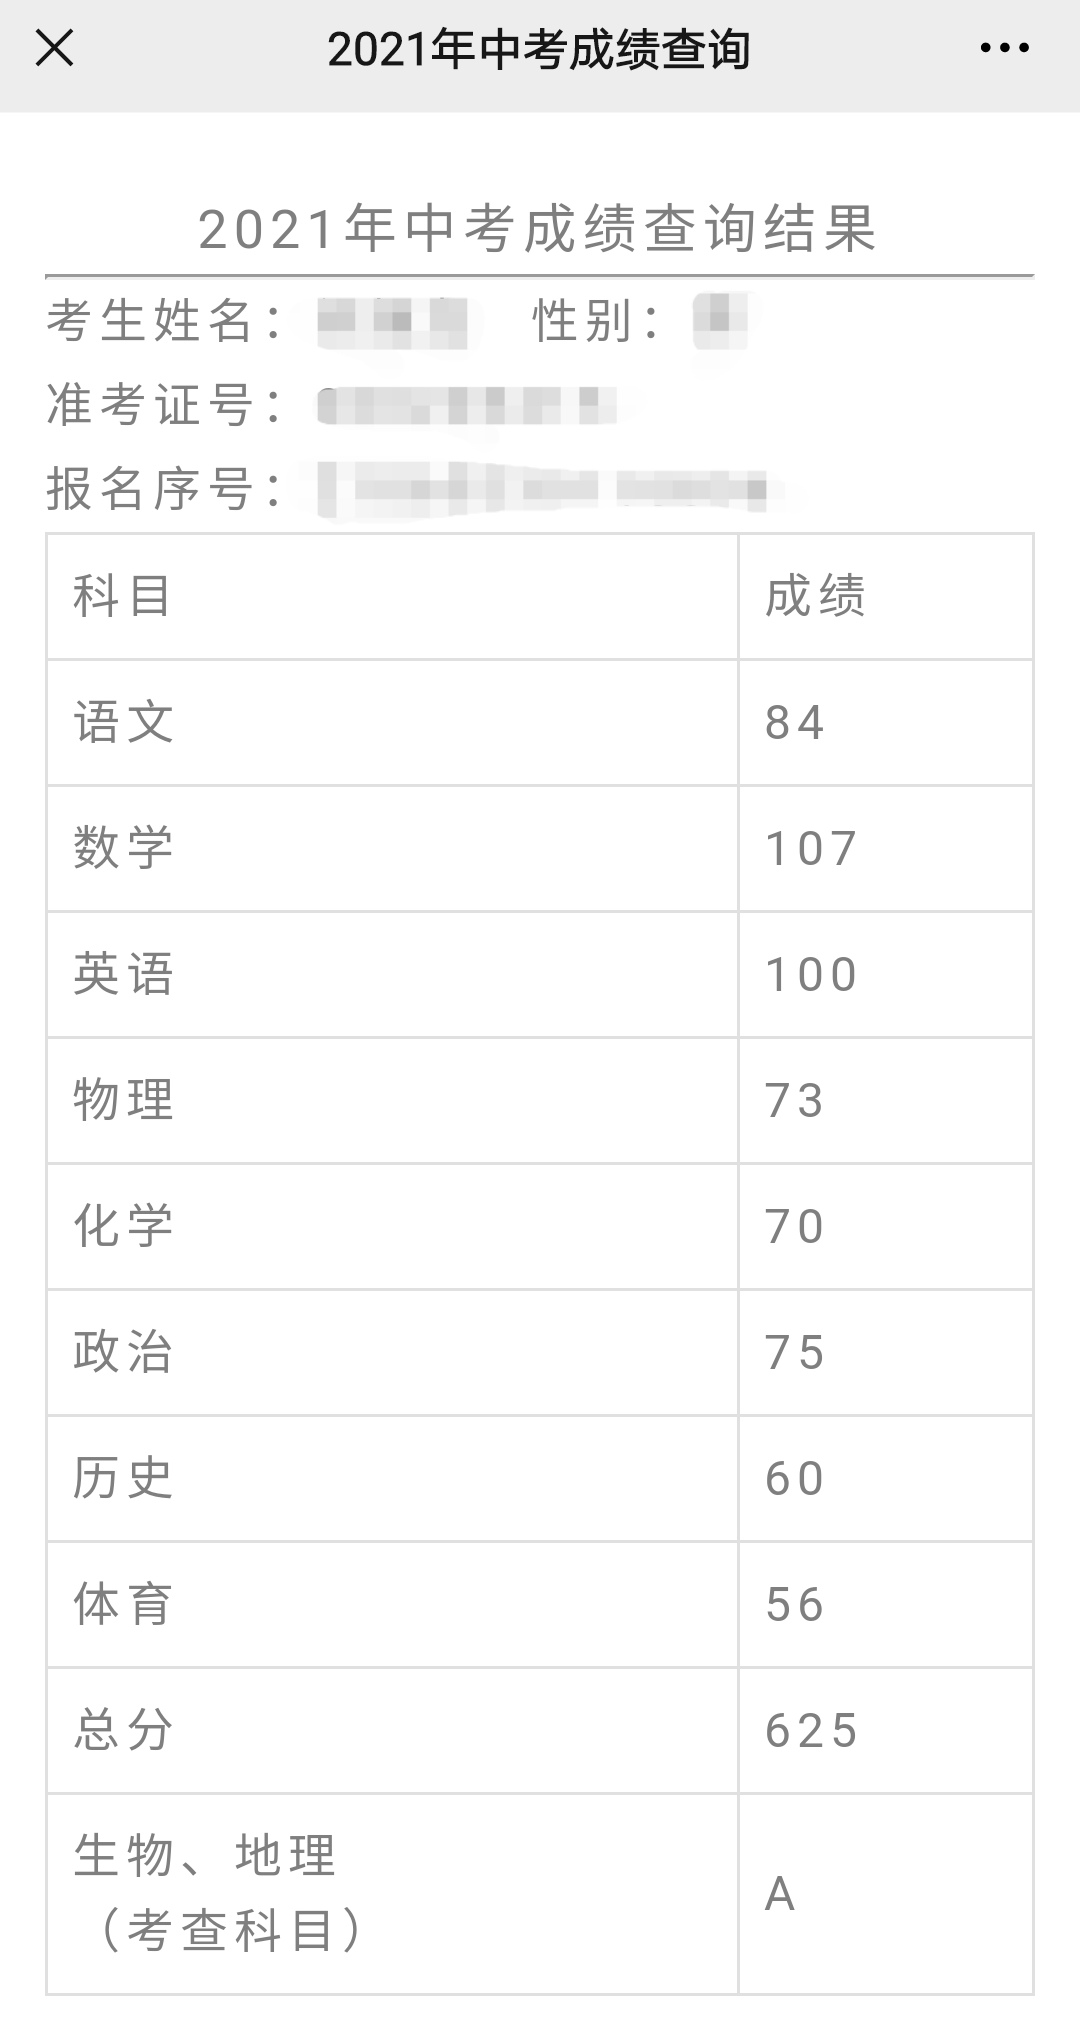 2021年中考成绩查询
2021年中考成绩查询结果
考生姓名： 性别：
准考证号：
报名序号：
科目 成绩
语文 84
数学 107
英语 100
物理 73
化学 70
政治 75
历史 60
体育 56
总分 625
生物、地理
（考查科目） A